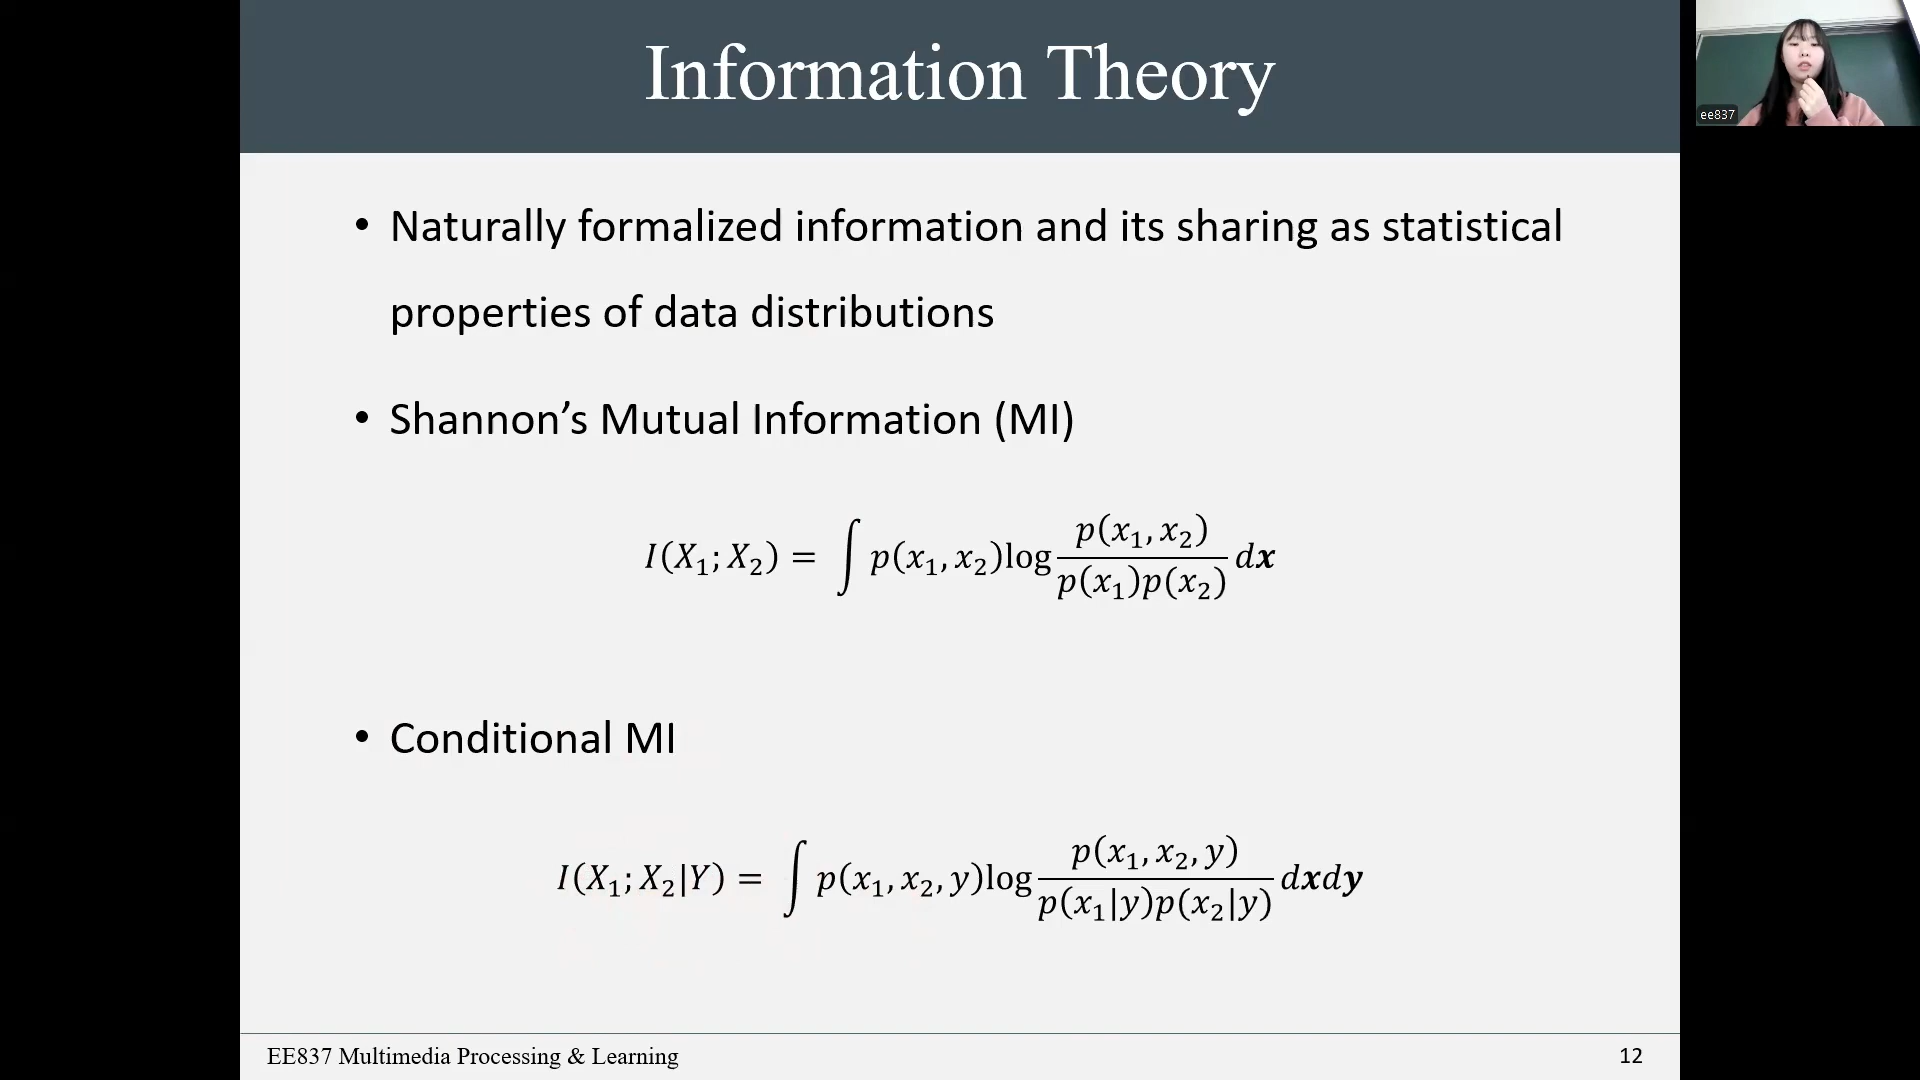 Information Theory
ee837
• Naturally formalized information and its sharing as statistical
properties of data distributions
• Shannon’s Mutual Information (MI)
I(X₁; X₂) = ∫ p(x₁, x₂)log p(x₁, x₂) / p(x₁)p(x₂) d𝒙
• Conditional MI
I(X₁; X₂|Y) = ∫ p(x₁, x₂, y)log p(x₁, x₂, y) / p(x₁|y)p(x₂|y) d𝒙d𝒚
EE837 Multimedia Processing & Learning
12